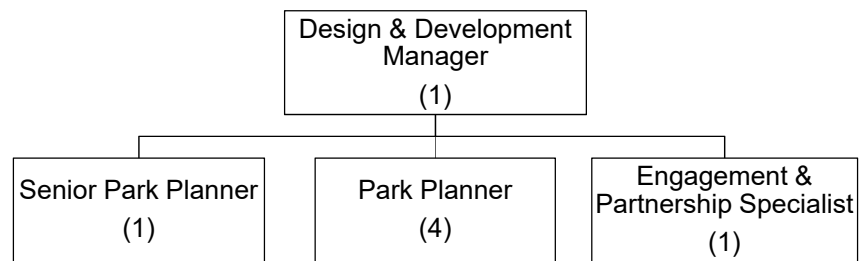 Design & Development
Manager
(1)
Senior Park Planner
(1)
Park Planner
(4)
Engagement &
Partnership Specialist
(1)